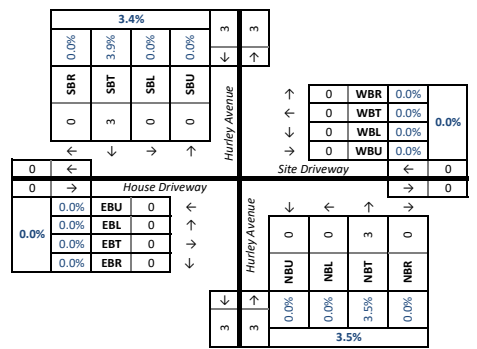 3.4%
0.0% 3.9% 0.0% 0.0% 3 3
SBR SBT SBL SBU ↓ ↑
0 3 0 0
← ↓ → ↑
Hurley Avenue
↑ 0 WBR 0.0%
← 0 WBT 0.0%
↓ 0 WBL 0.0%
→ 0 WBU 0.0%
0.0%
0 ← Site Driveway ← 0
0 → House Driveway → 0
0.0%
0.0% EBU 0 ←
0.0% EBL 0 ↑
0.0% EBT 0 →
0.0% EBR 0 ↓
Hurley Avenue
↓ ← ↑ →
0 0 3 0
NBU NBL NBT NBR
↓ ↑ 0.0% 0.0% 3.5% 0.0%
3 3
3.5%